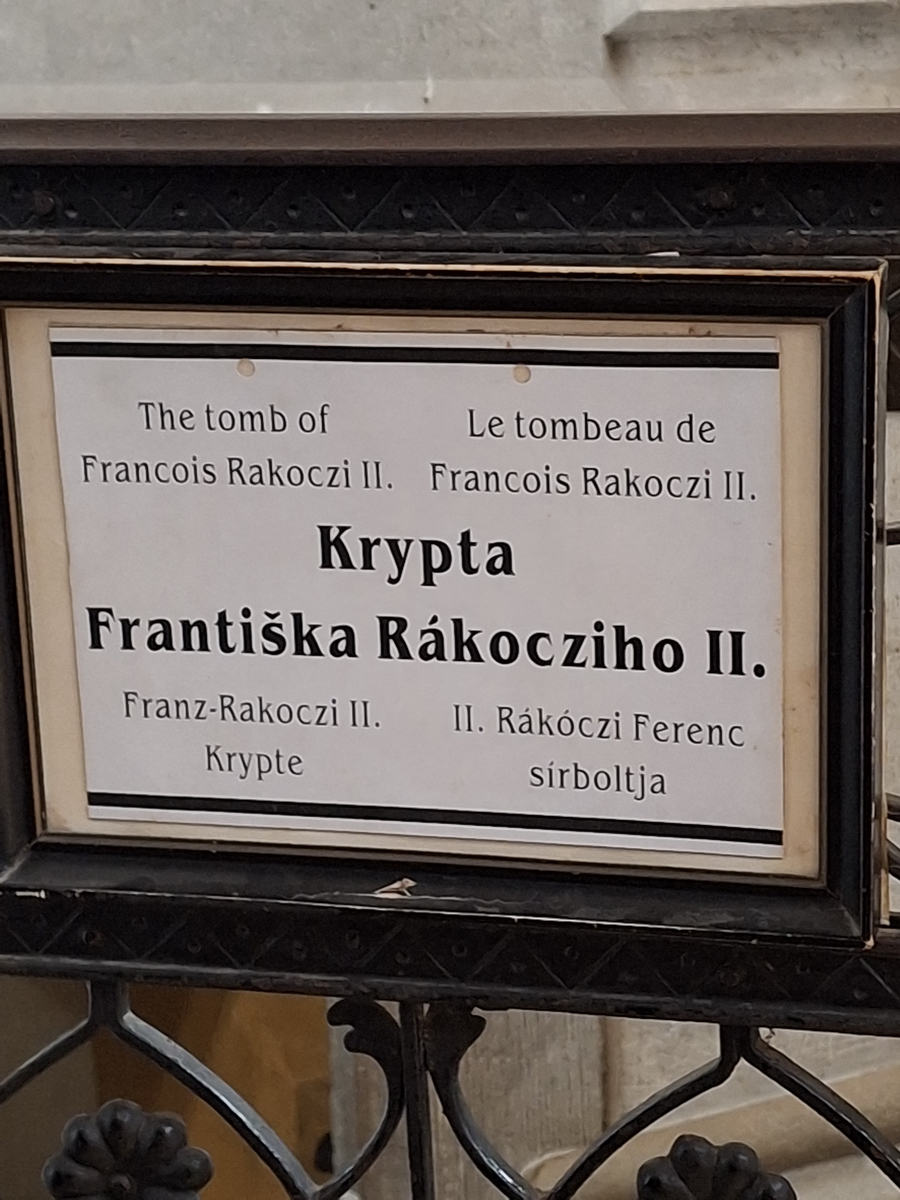 The tomb of
Francois Rakoczi II.
Le tombeau de
Francois Rakoczi II.
Krypta
Františka Rákocziho II.
Franz-Rakoczi II.
Krypte
II. Rákóczi Ferenc
sírboltja